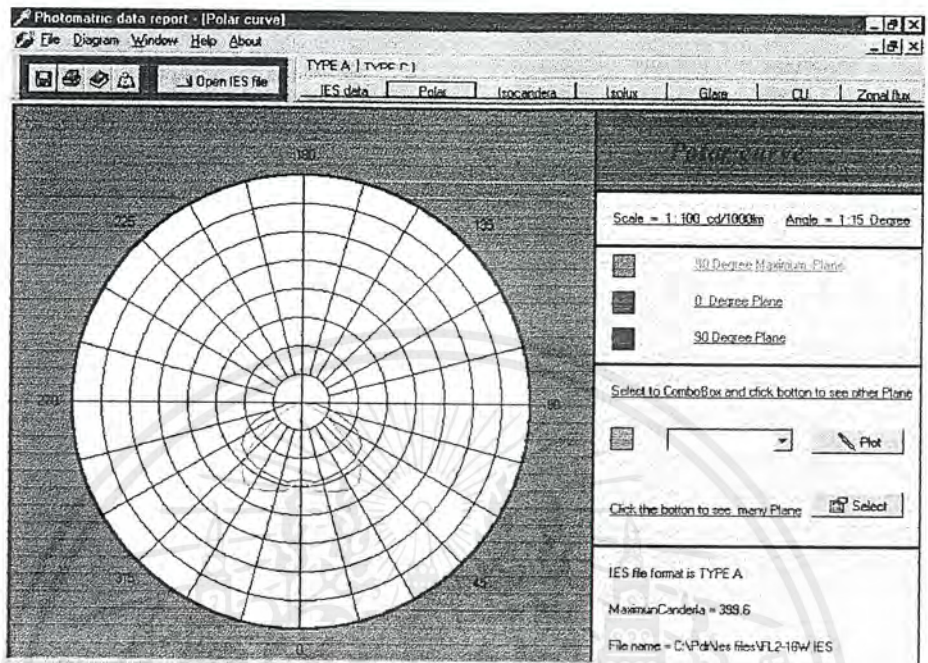 Photomatric data report - [Polar curve]
File Diagram Window Help About
TYPE A | TYPE C |
Open IES file
IES data Polar Isocandera Isolux Glare CU Zonal flux
Polar curve
180
225 135
Scale = 1:100 cd/1000lm Angle = 1:15 Degree
90 Degree Maximum Plane
0 Degree Plane
90 Degree Plane
270 90
Select to ComboBox and click botton to see other Plane
Plot
Click the botton to see many Plane Select
315 45
0
IES file format is TYPE A
MaximunCanderla = 399.6
File name = C:\Pdr\ies files\FL2-16W.IES